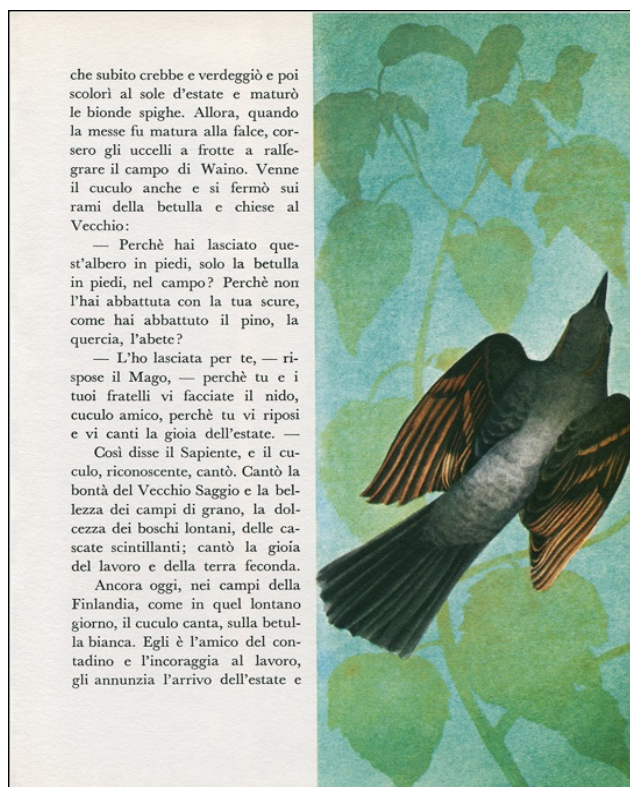 che subito crebbe e verdeggiò e poi
scolorì al sole d'estate e maturò
le bionde spighe. Allora, quando
la messe fu matura alla falce, cor-
sero gli uccelli a frotte a ralle-
grare il campo di Waino. Venne
il cuculo anche e si fermò sui
rami della betulla e chiese al
Vecchio:
— Perchè hai lasciato que-
st'albero in piedi, solo la betulla
in piedi, nel campo? Perchè non
l'hai abbattuta con la tua scure,
come hai abbattuto il pino, la
quercia, l'abete?
— L'ho lasciata per te, — ri-
spose il Mago, — perchè tu e i
tuoi fratelli vi facciate il nido,
cuculo amico, perchè tu vi riposi
e vi canti la gioia dell'estate. —
Così disse il Sapiente, e il cu-
culo, riconoscente, cantò. Cantò la
bontà del Vecchio Saggio e la bel-
lezza dei campi di grano, la dol-
cezza dei boschi lontani, delle ca-
scate scintillanti; cantò la gioia
del lavoro e della terra feconda.
Ancora oggi, nei campi della
Finlandia, come in quel lontano
giorno, il cuculo canta, sulla betul-
la bianca. Egli è l'amico del con-
tadino e l'incoraggia al lavoro,
gli annunzia l'arrivo dell'estate e